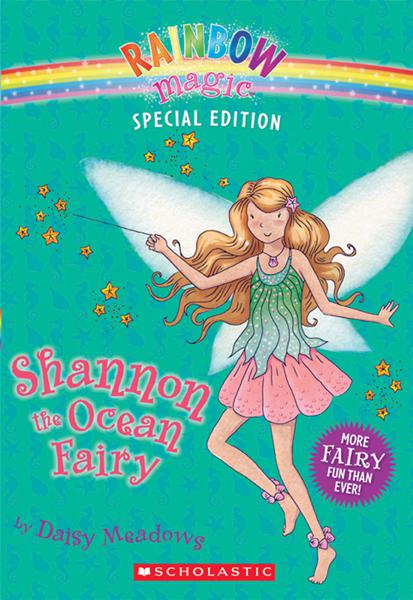 RAINBOW
magic
SPECIAL EDITION
Shannon
the Ocean
Fairy
by Daisy Meadows
MORE
FAIRY
FUN THAN
EVER!
SCHOLASTIC